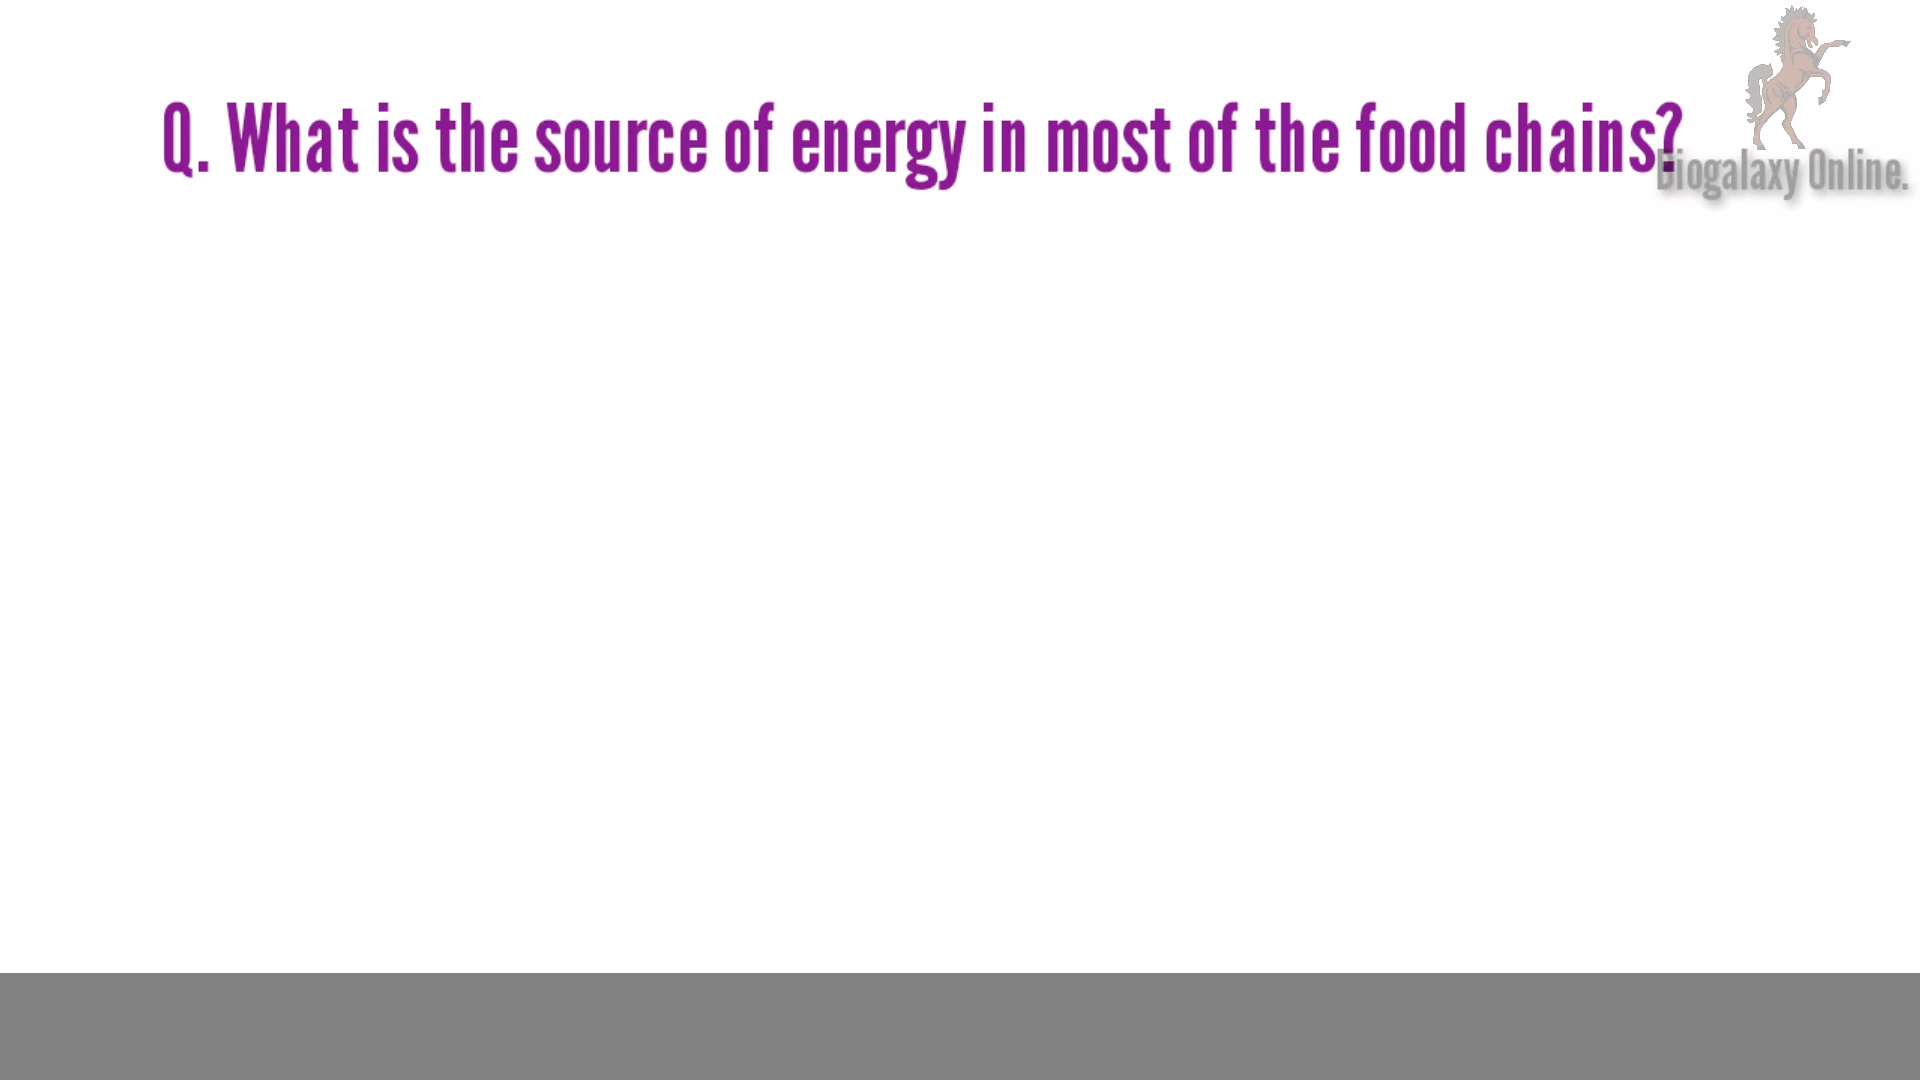 Q. What is the source of energy in most of the food chains?
Biogalaxy Online.